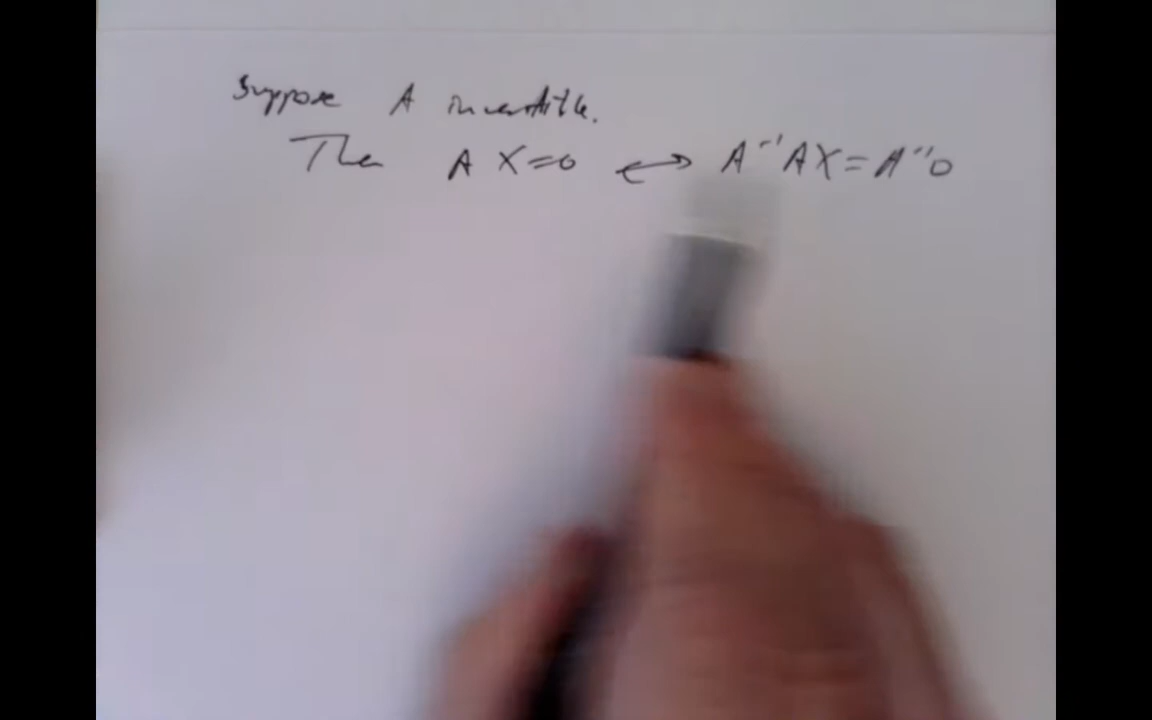 Suppose A invertible.
Then A X = 0 ↔ A⁻¹ A X = A⁻¹ 0